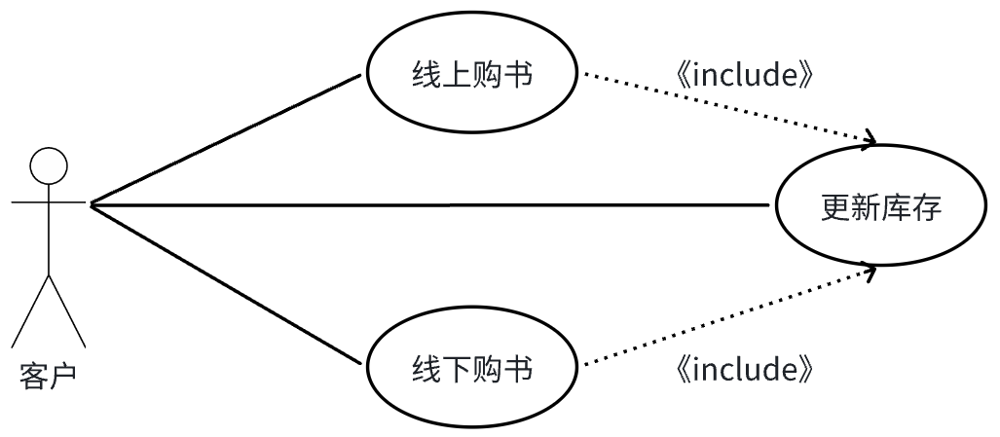 线上购书
《include》
更新库存
客户
线下购书
《include》